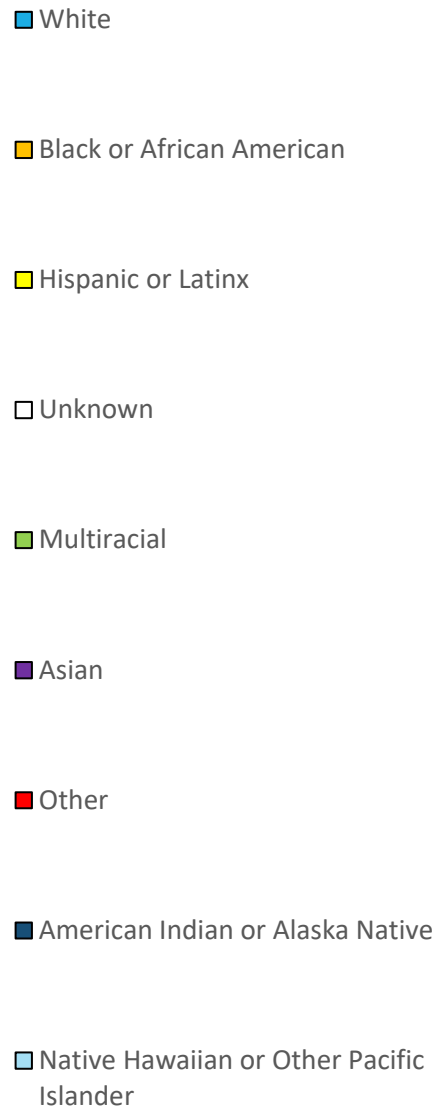 White
Black or African American
Hispanic or Latinx
Unknown
Multiracial
Asian
Other
American Indian or Alaska Native
Native Hawaiian or Other Pacific
Islander